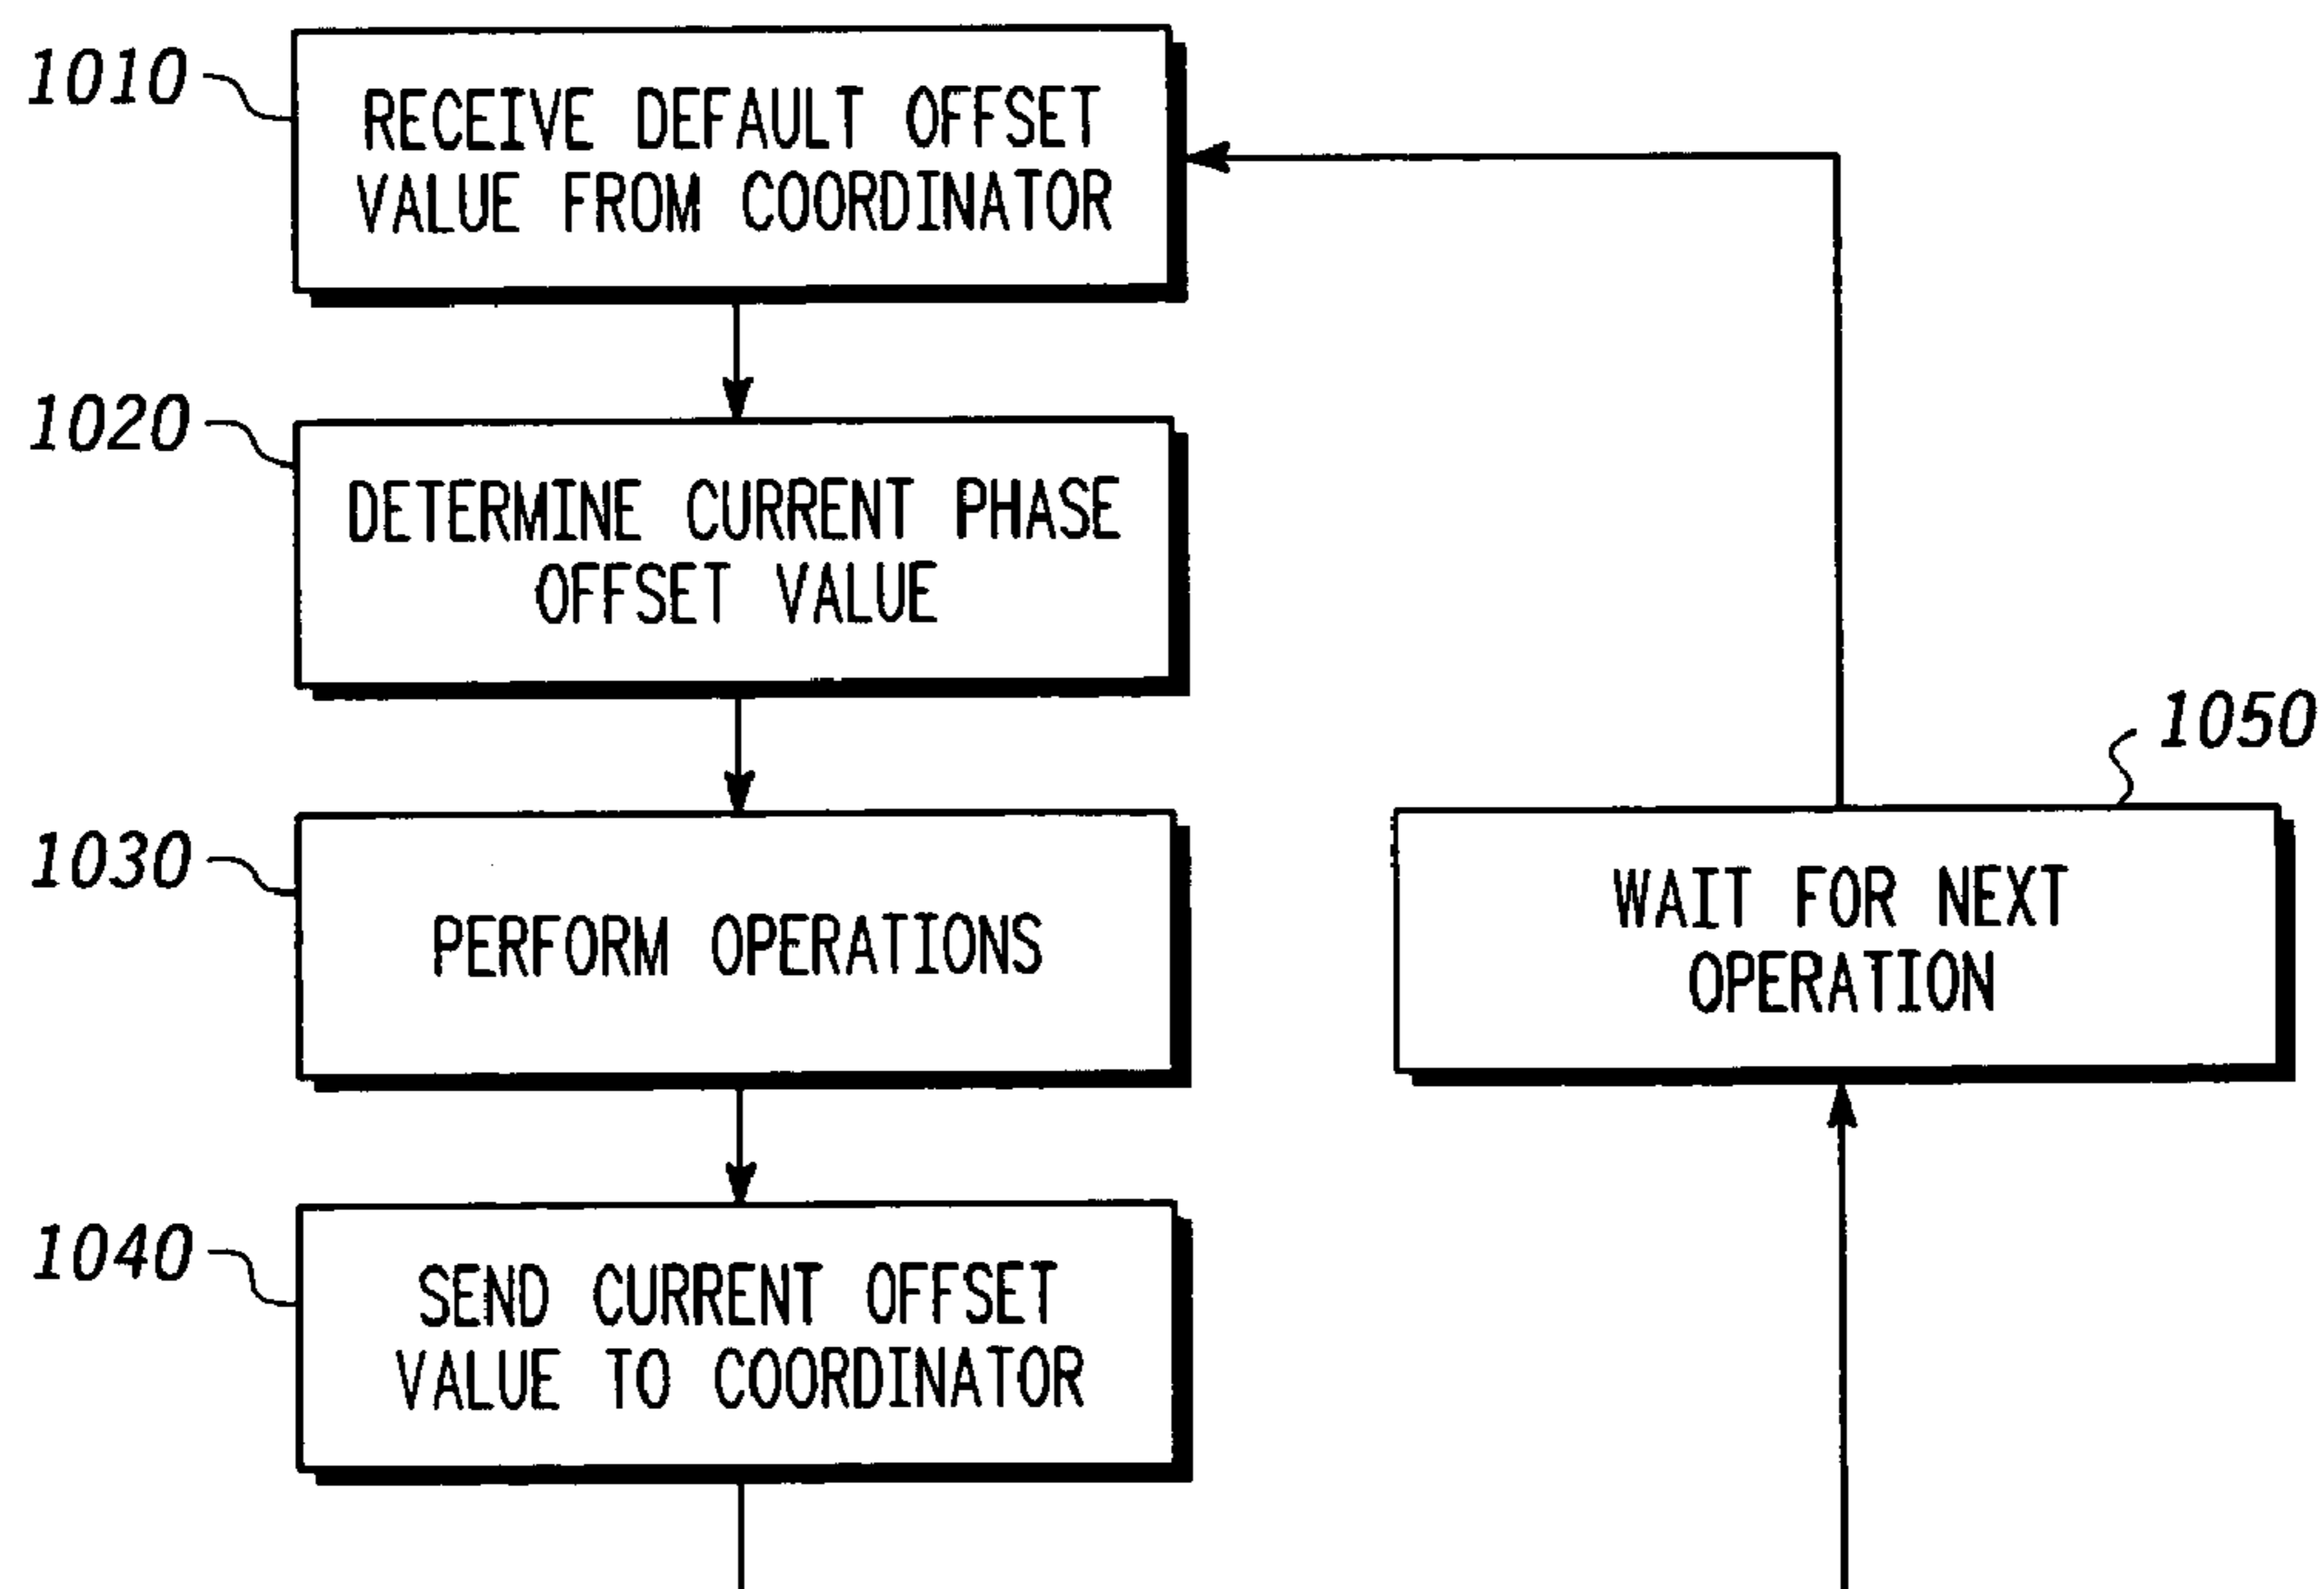 1010
RECEIVE DEFAULT OFFSET
VALUE FROM COORDINATOR
1020
DETERMINE CURRENT PHASE
OFFSET VALUE
1030
PERFORM OPERATIONS
1040
SEND CURRENT OFFSET
VALUE TO COORDINATOR
1050
WAIT FOR NEXT
OPERATION